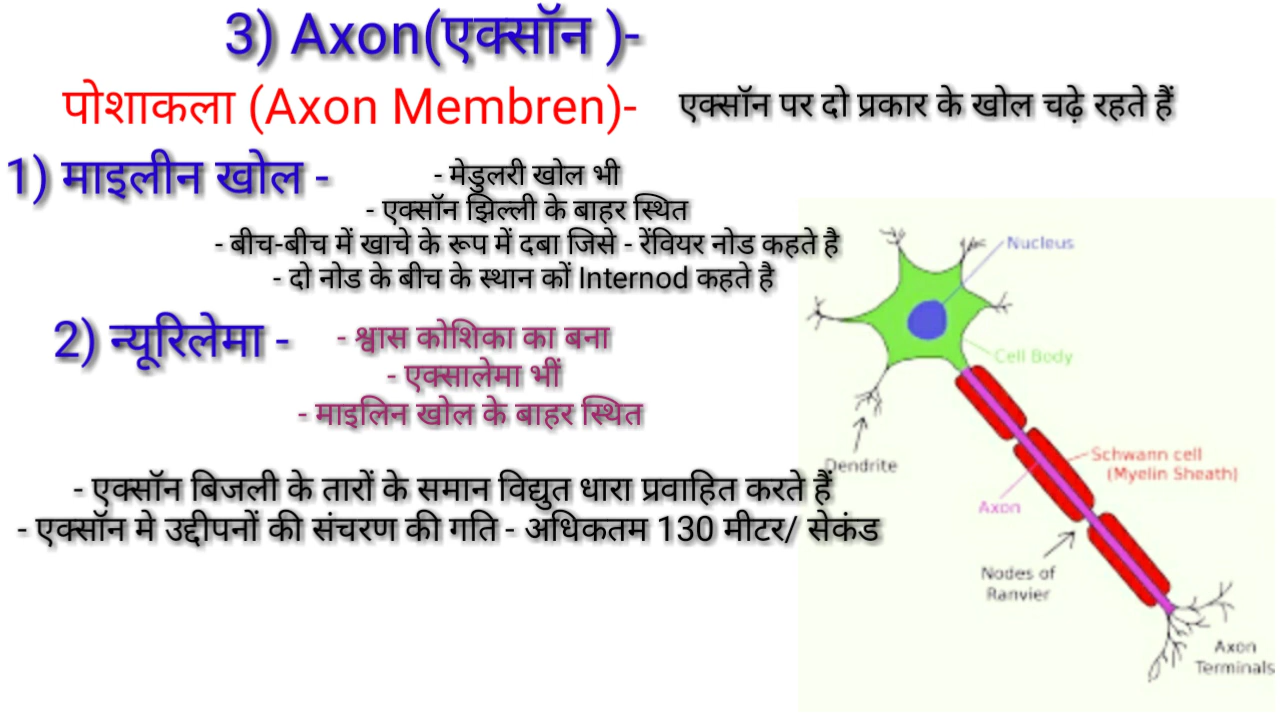 3) Axon(एक्सॉन )-
पोशाकला (Axon Membren)-
एक्सॉन पर दो प्रकार के खोल चढ़े रहते हैं
1) माइलीन खोल -
- मेडुलरी खोल भी
- एक्सॉन झिल्ली के बाहर स्थित
- बीच-बीच में खाचे के रूप में दबा जिसे - रेंवियर नोड कहते है
- दो नोड के बीच के स्थान कों Internod कहते है
2) न्यूरिलेमा -
- श्वास कोशिका का बना
- एक्सालेमा भीं
- माइलिन खोल के बाहर स्थित
- एक्सॉन बिजली के तारों के समान विद्युत धारा प्रवाहित करते हैं
- एक्सॉन मे उद्दीपनों की संचरण की गति - अधिकतम 130 मीटर/ सेकंड
Nucleus
Cell Body
Dendrite
Schwann cell
(Myelin Sheath)
Axon
Nodes of
Ranvier
Axon
Terminals